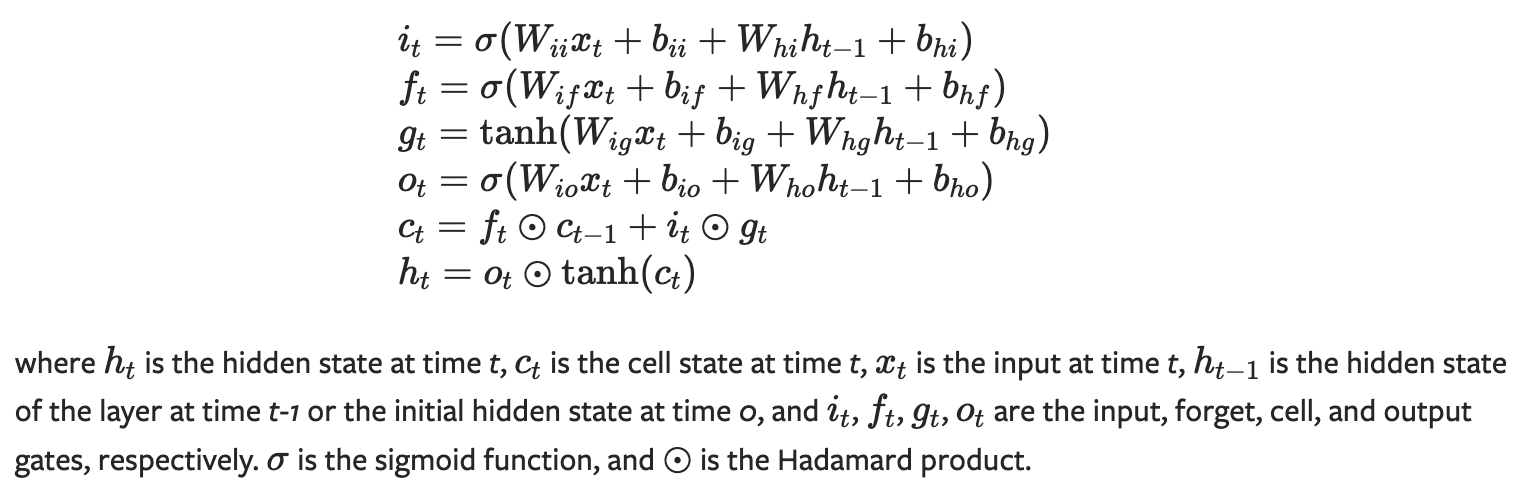 i_t = σ(W_{ii}x_t + b_{ii} + W_{hi}h_{t−1} + b_{hi})
f_t = σ(W_{if}x_t + b_{if} + W_{hf}h_{t−1} + b_{hf})
g_t = tanh(W_{ig}x_t + b_{ig} + W_{hg}h_{t−1} + b_{hg})
o_t = σ(W_{io}x_t + b_{io} + W_{ho}h_{t−1} + b_{ho})
c_t = f_t ⊙ c_{t−1} + i_t ⊙ g_t
h_t = o_t ⊙ tanh(c_t)
where h_t is the hidden state at time t, c_t is the cell state at time t, x_t is the input at time t, h_{t−1} is the hidden state
of the layer at time t-1 or the initial hidden state at time 0, and i_t, f_t, g_t, o_t are the input, forget, cell, and output
gates, respectively. σ is the sigmoid function, and ⊙ is the Hadamard product.